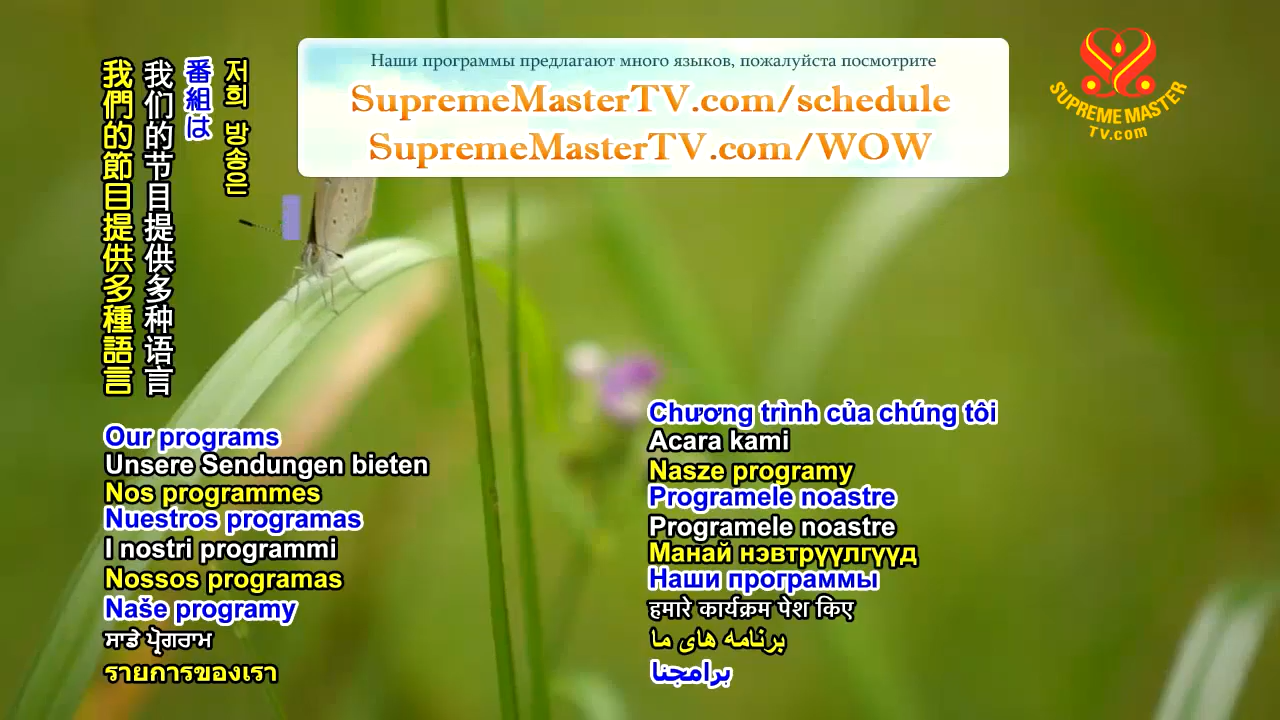 Наши программы предлагают много языков, пожалуйста посмотрите
SupremeMasterTV.com/schedule
SupremeMasterTV.com/WOW
SUPREME MASTER
TV.com
我們的節目提供多種語言
我们的节目提供多种语言
番組は
저희 방송은
Our programs
Unsere Sendungen bieten
Nos programmes
Nuestros programas
I nostri programmi
Nossos programas
Naše programy
ਸਾਡੇ ਪ੍ਰੋਗਰਾਮ
รายการของเรา
Chương trình của chúng tôi
Acara kami
Nasze programy
Programele noastre
Programele noastre
Манай нэвтрүүлгүүд
Наши программы
हमारे कार्यक्रम पेश किए
برنامه های ما
برامجنا